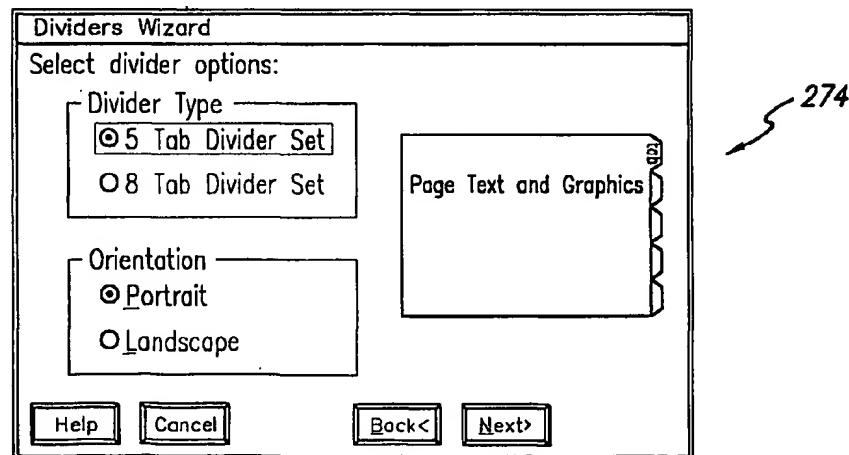 Dividers Wizard
Select divider options:
Divider Type
5 Tab Divider Set
8 Tab Divider Set
Orientation
Portrait
Landscape
Page Text and Graphics
tab
Help
Cancel
Back<
Next>
274